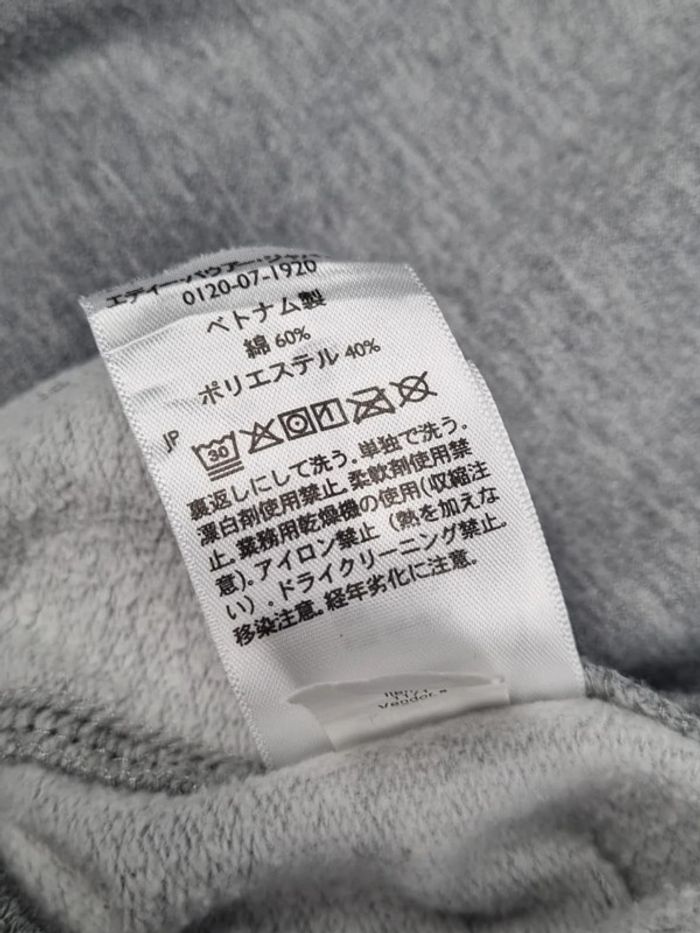 エディー・バウアー・ジャパン
0120-07-1920
ベトナム製
綿 60%
ポリエステル 40%
JP
30
裏返しにして洗う。単独で洗う。
漂白剤使用禁止。柔軟剤使用禁
止。業務用乾燥機の使用(収縮注
意)。アイロン禁止（熱を加えな
い）.ドライクリーニング禁止。
移染注意。経年劣化に注意。
Vendor